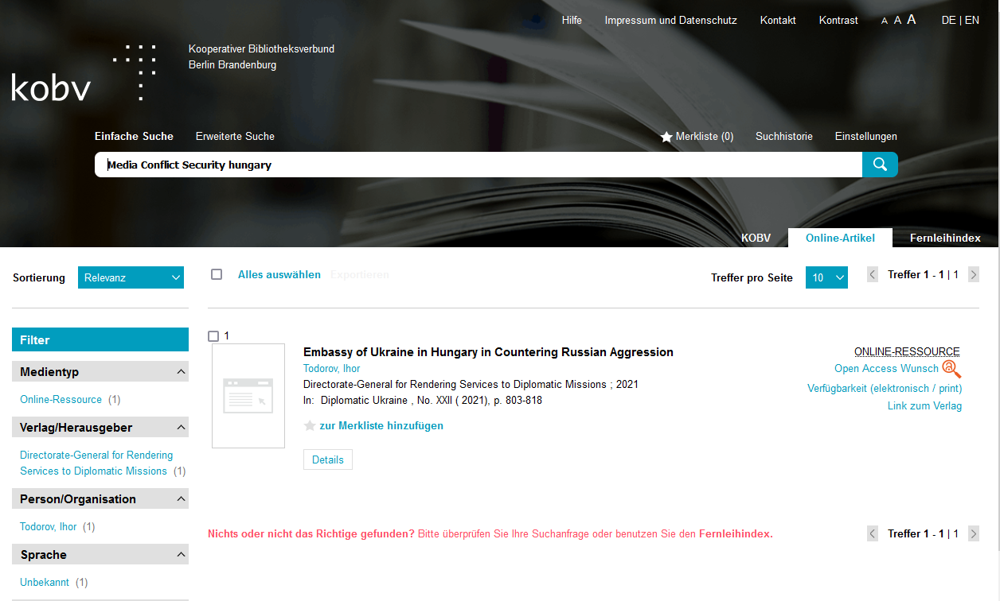 Hilfe Impressum und Datenschutz Kontakt Kontrast A A A DE | EN
Kooperativer Bibliotheksverbund
Berlin Brandenburg
kobv
Einfache Suche Erweiterte Suche Merkliste (0) Suchhistorie Einstellungen
Media Conflict Security hungary
KOBV Online-Artikel Fernleihindex
Sortierung Relevanz Alles auswählen Exportieren Treffer pro Seite 10 Treffer 1 - 1 | 1
Filter
Medientyp
Online-Ressource (1)
Verlag/Herausgeber
Directorate-General for Rendering
Services to Diplomatic Missions (1)
Person/Organisation
Todorov, Ihor (1)
Sprache
Unbekannt (1)
1
Embassy of Ukraine in Hungary in Countering Russian Aggression
Todorov, Ihor
Directorate-General for Rendering Services to Diplomatic Missions ; 2021
In: Diplomatic Ukraine , No. XXII ( 2021), p. 803-818
zur Merkliste hinzufügen
Details
ONLINE-RESSOURCE
Open Access Wunsch
Verfügbarkeit (elektronisch / print)
Link zum Verlag
Nichts oder nicht das Richtige gefunden? Bitte überprüfen Sie Ihre Suchanfrage oder benutzen Sie den Fernleihindex.
Treffer 1 - 1 | 1